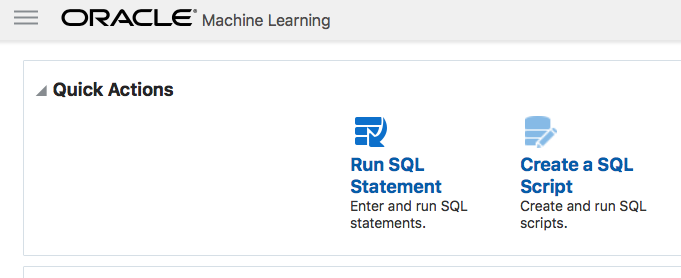 ORACLE® Machine Learning
Quick Actions
Run SQL
Statement
Enter and run SQL
statements.
Create a SQL
Script
Create and run SQL
scripts.